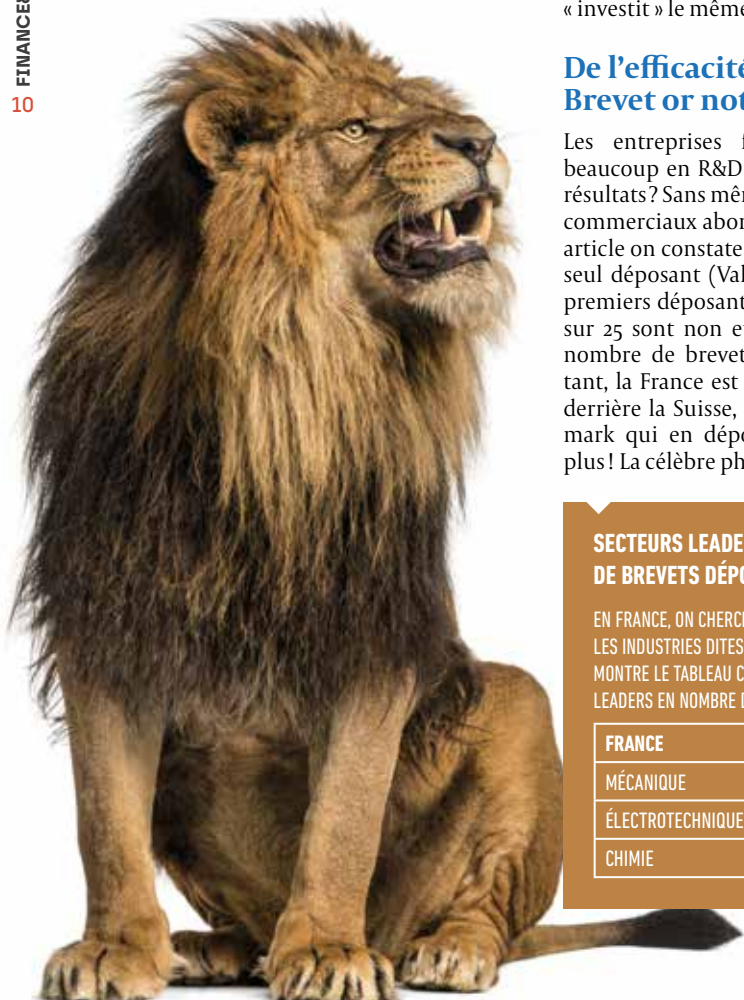 FINANCE&
10
« investit » le même
De l’efficacité
Brevet or not
Les entreprises f
beaucoup en R&D
résultats ? Sans mêm
commerciaux abor
article on constate
seul déposant (Val
premiers déposant
sur 25 sont non e
nombre de brevet
tant, la France est
derrière la Suisse,
mark qui en dépo
plus ! La célèbre ph
SECTEURS LEADE
DE BREVETS DÉPO
EN FRANCE, ON CHERCH
LES INDUSTRIES DITES
MONTRE LE TABLEAU C
LEADERS EN NOMBRE D
FRANCE
MÉCANIQUE
ÉLECTROTECHNIQUE
CHIMIE